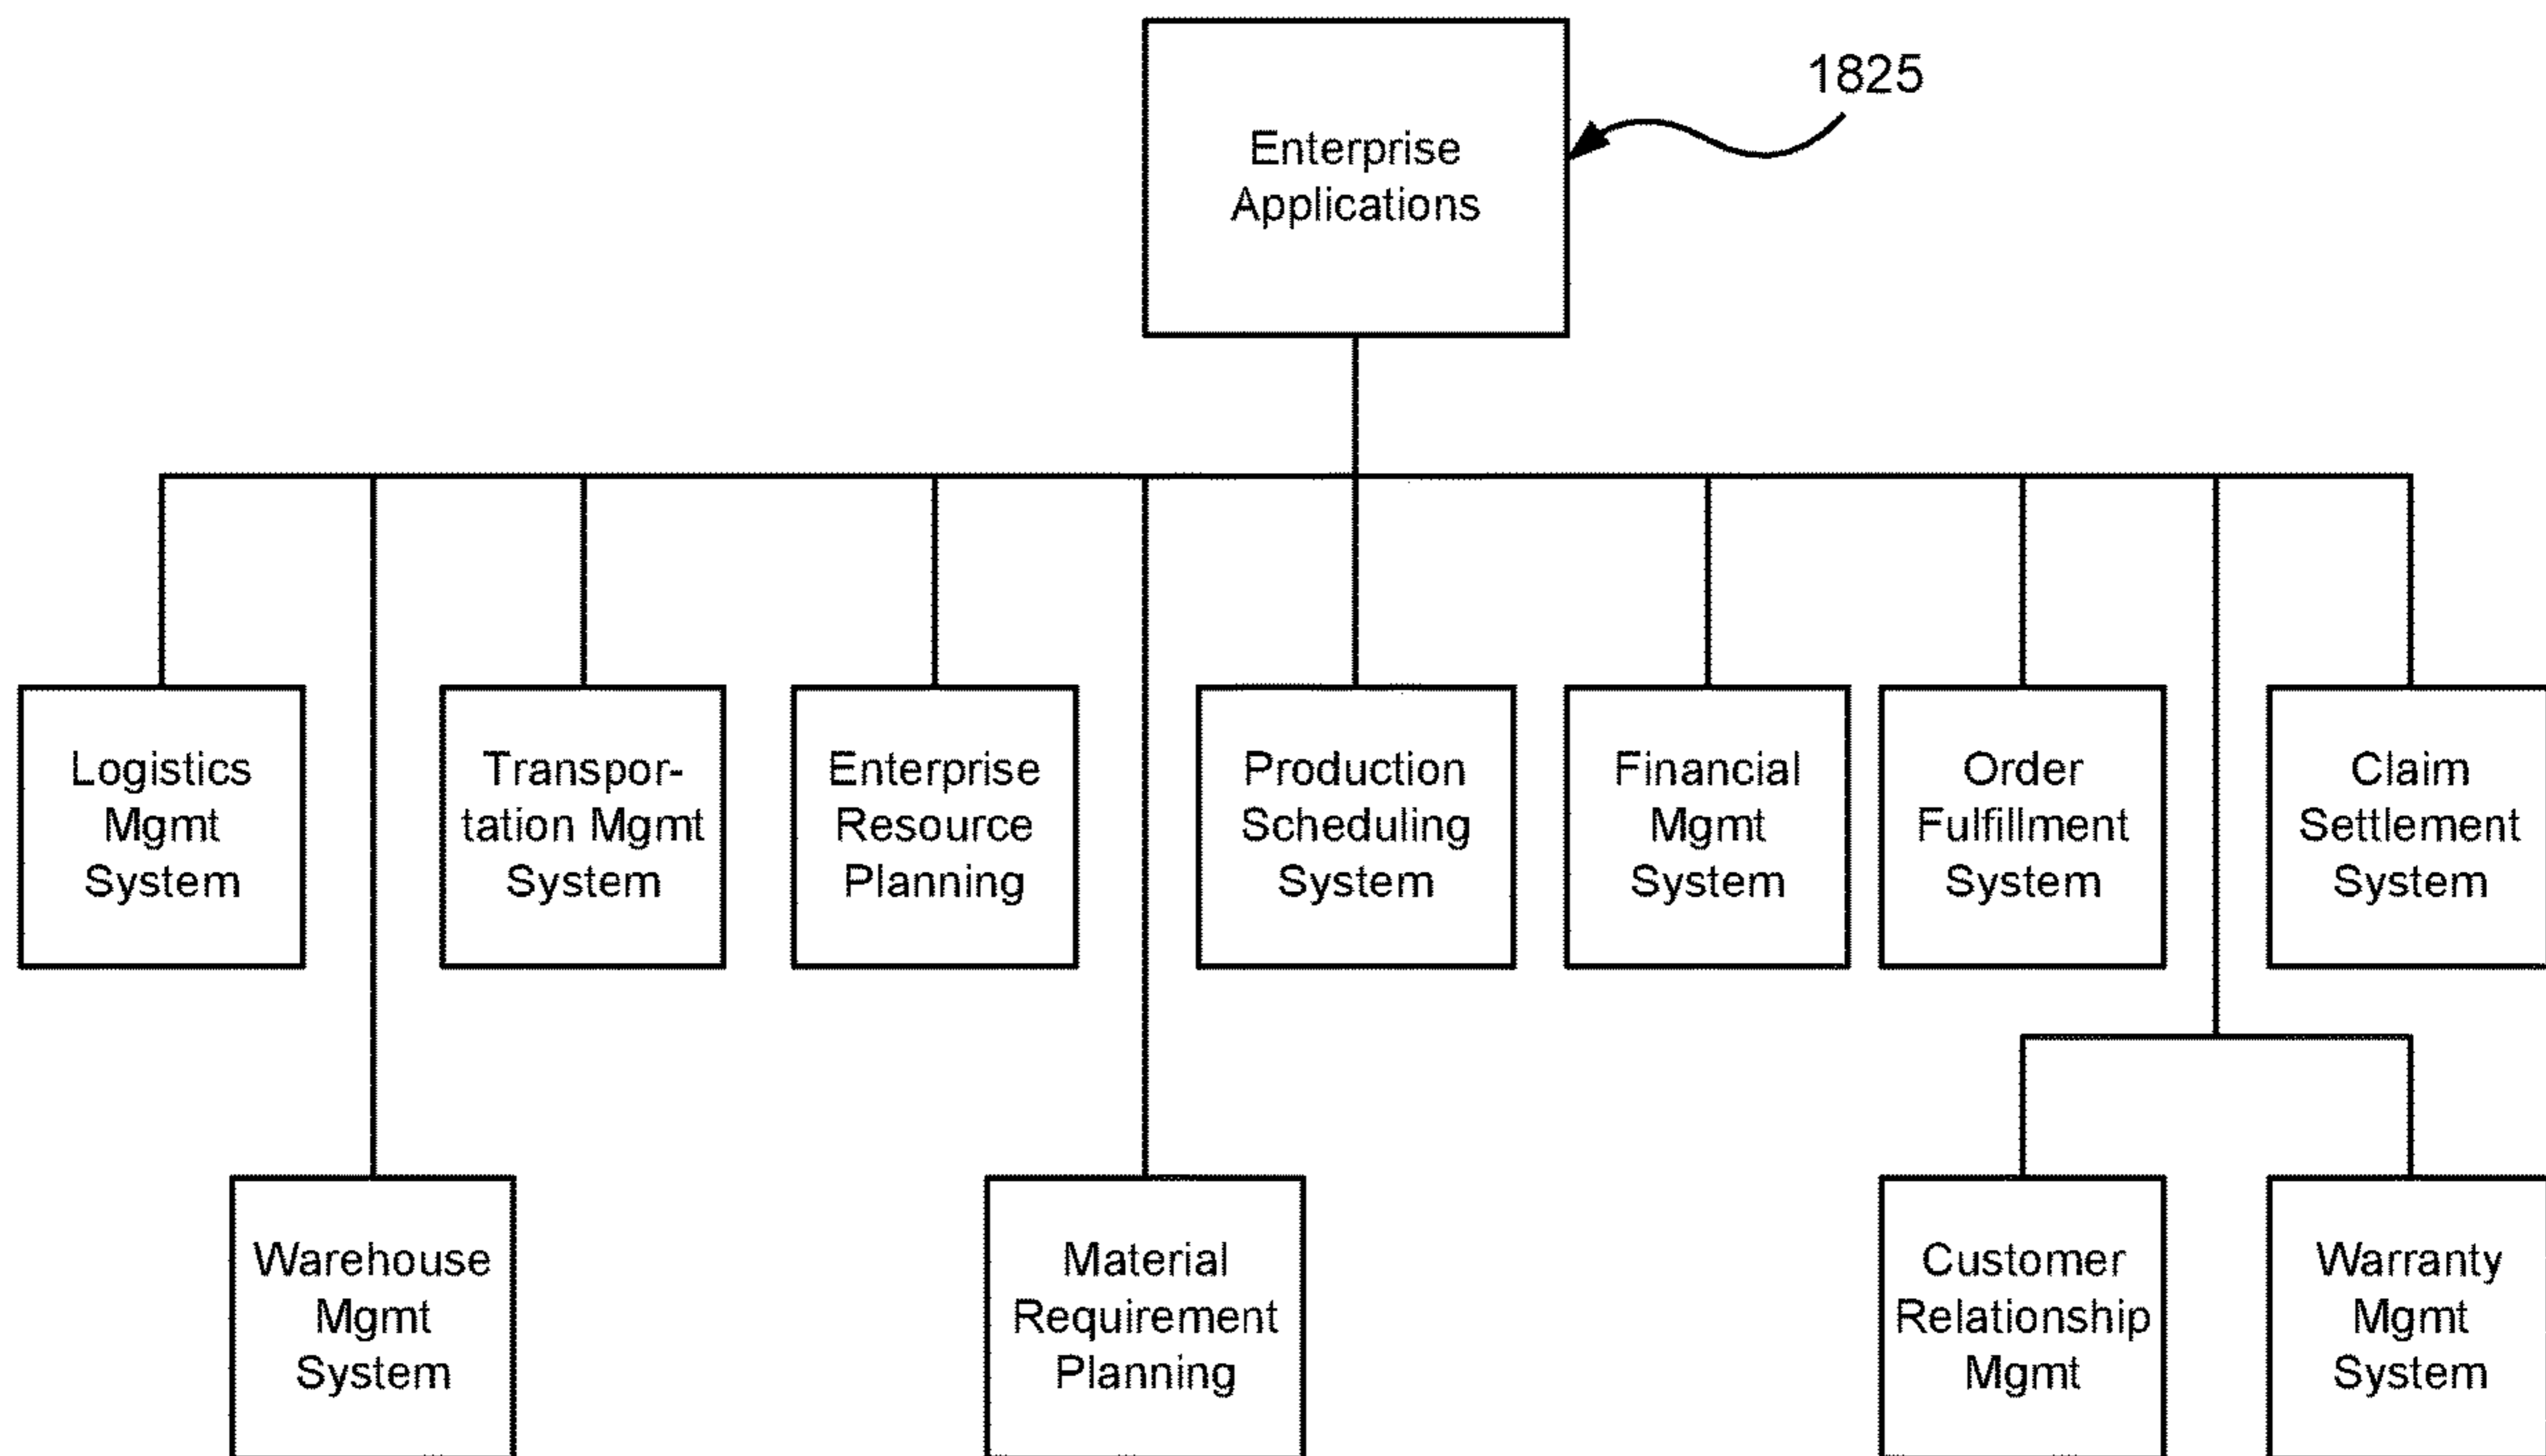 1825
Enterprise
Applications
Logistics
Mgmt
System
Transpor-
tation Mgmt
System
Enterprise
Resource
Planning
Production
Scheduling
System
Financial
Mgmt
System
Order
Fulfillment
System
Claim
Settlement
System
Warehouse
Mgmt
System
Material
Requirement
Planning
Customer
Relationship
Mgmt
Warranty
Mgmt
System